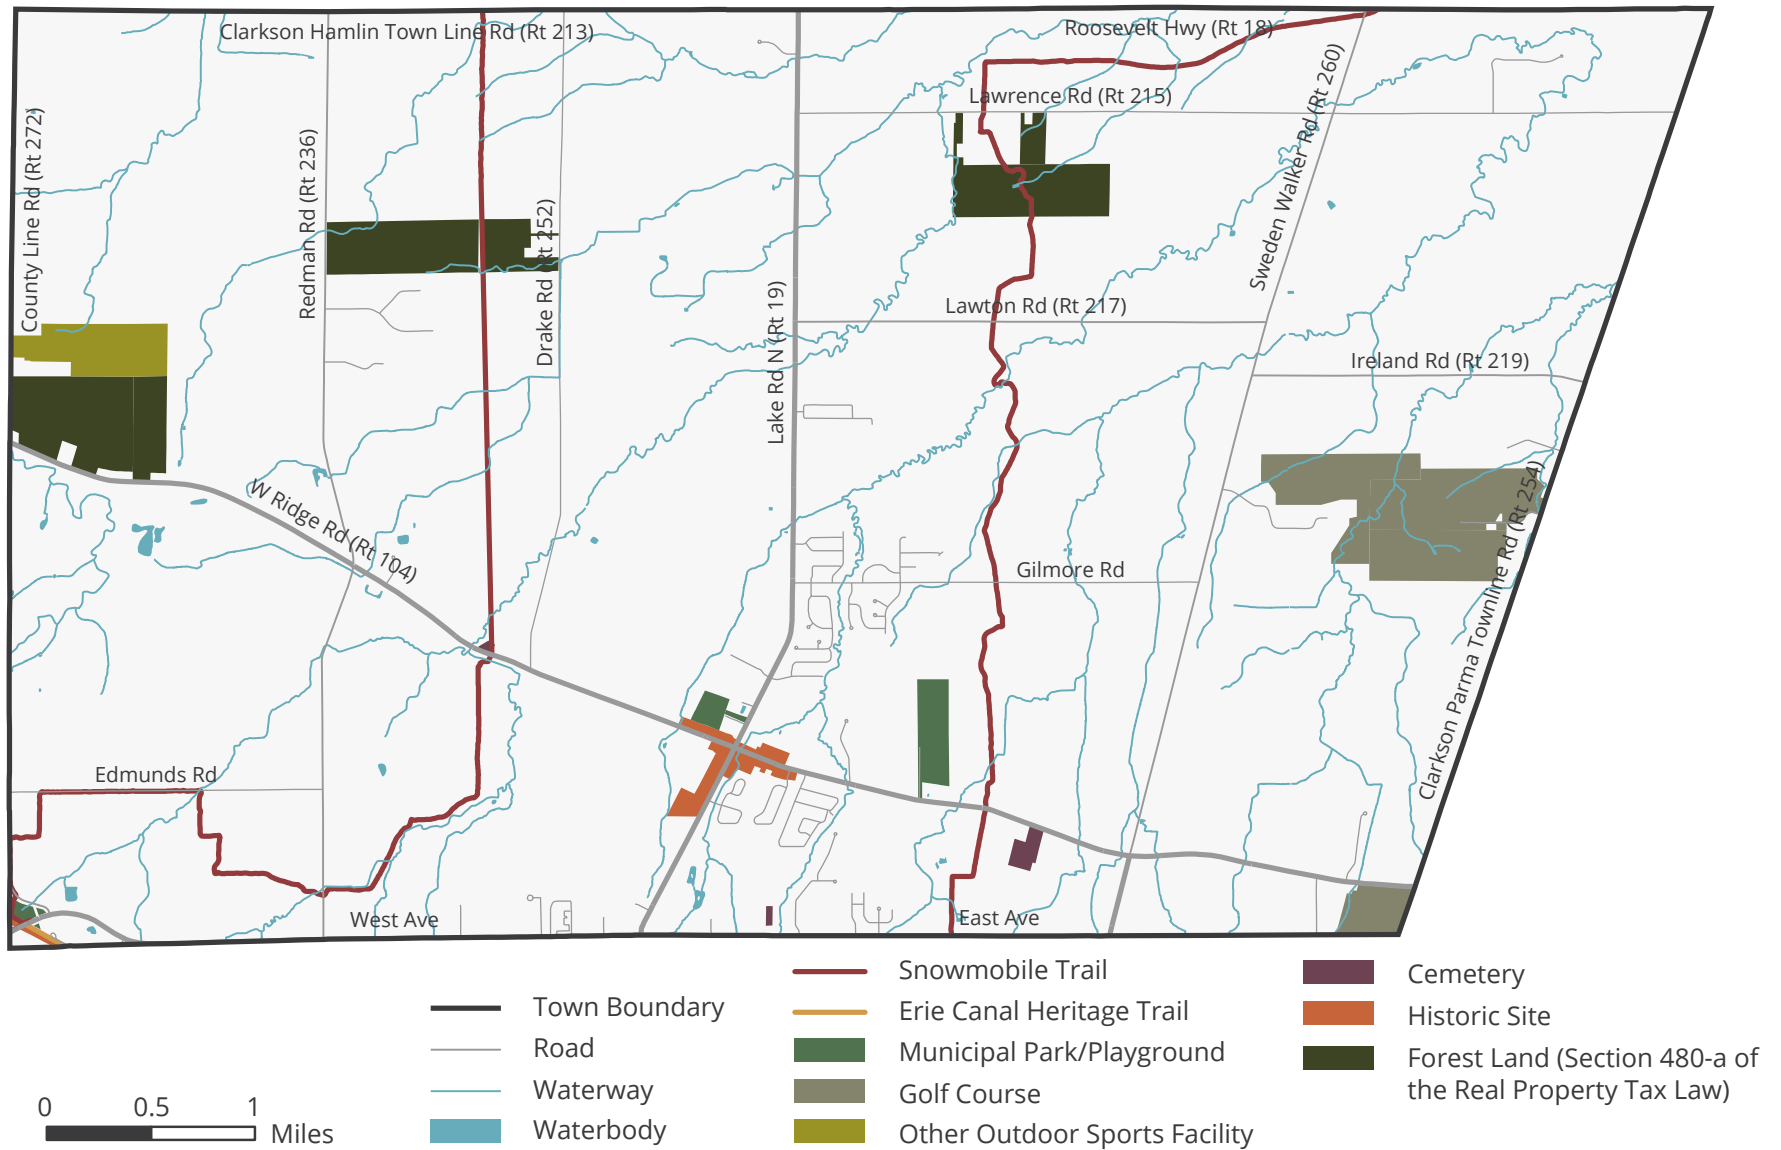 Clarkson Hamlin Town Line Rd (Rt 213)
Roosevelt Hwy (Rt 18)
Lawrence Rd (Rt 215)
County Line Rd (Rt 272)
Redman Rd (Rt 236)
Drake Rd (Rt 252)
Lake Rd N (Rt 19)
Sweden Walker Rd (Rt 260)
Lawton Rd (Rt 217)
Ireland Rd (Rt 219)
W Ridge Rd (Rt 104)
Gilmore Rd
Clarkson Parma Townline Rd (Rt 254)
Edmunds Rd
West Ave
East Ave
0 0.5 1
Miles
Town Boundary
Road
Waterway
Waterbody
Snowmobile Trail
Erie Canal Heritage Trail
Municipal Park/Playground
Golf Course
Other Outdoor Sports Facility
Cemetery
Historic Site
Forest Land (Section 480-a of
the Real Property Tax Law)